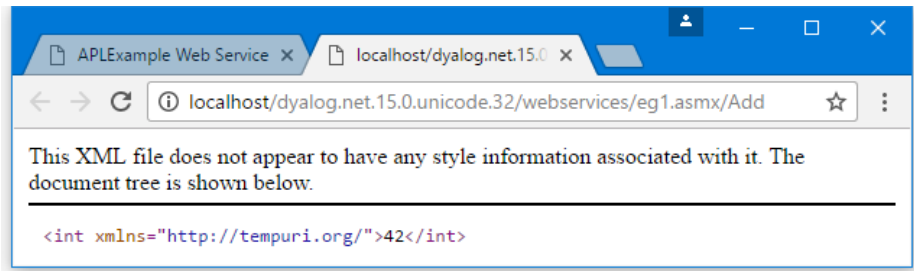 APLExample Web Service
localhost/dyalog.net.15.0
localhost/dyalog.net.15.0.unicode.32/webservices/eg1.asmx/Add
This XML file does not appear to have any style information associated with it. The
document tree is shown below.
<int xmlns="http://tempuri.org/">42</int>